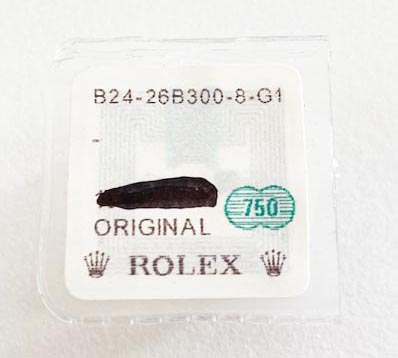 B24-26B300-8-G1
750
ORIGINAL
ROLEX